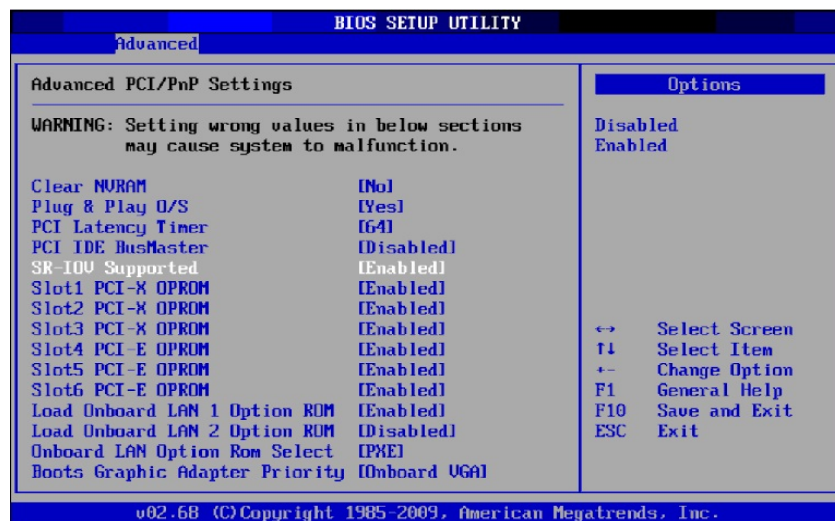 BIOS SETUP UTILITY
Advanced
Advanced PCI/PnP Settings
WARNING: Setting wrong values in below sections
may cause system to malfunction.
Clear NVRAM [No]
Plug & Play O/S [Yes]
PCI Latency Timer [64]
PCI IDE BusMaster [Disabled]
SR-IOV Supported [Enabled]
Slot1 PCI-X OPROM [Enabled]
Slot2 PCI-X OPROM [Enabled]
Slot3 PCI-X OPROM [Enabled]
Slot4 PCI-E OPROM [Enabled]
Slot5 PCI-E OPROM [Enabled]
Slot6 PCI-E OPROM [Enabled]
Load Onboard LAN 1 Option ROM [Enabled]
Load Onboard LAN 2 Option ROM [Disabled]
Onboard LAN Option Rom Select [PXE]
Boots Graphic Adapter Priority [Onboard VGA]
Options
Disabled
Enabled
↔ Select Screen
↑↓ Select Item
+- Change Option
F1 General Help
F10 Save and Exit
ESC Exit
v02.68 (C)Copyright 1985-2009, American Megatrends, Inc.